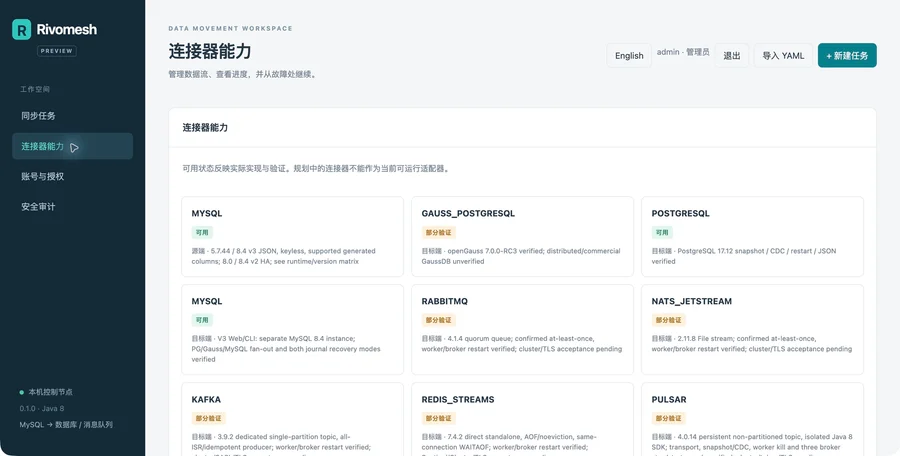 R Rivomesh
PREVIEW
工作空间
同步任务
连接器能力
账号与授权
安全审计
本机控制节点
0.1.0 · Java 8
MySQL → 数据库 / 消息队列
DATA MOVEMENT WORKSPACE
连接器能力
管理数据流、查看进度，并从故障处继续。
English
admin · 管理员
退出
导入 YAML
+ 新建任务
连接器能力
可用状态反映实际实现与验证。规划中的连接器不能作为当前可运行适配器。
MYSQL
可用
源端 · 5.7.44 / 8.4 v3 JSON, keyless, supported generated
columns; 8.0 / 8.4 v2 HA; see runtime/version matrix
GAUSS_POSTGRESQL
部分验证
目标端 · openGauss 7.0.0-RC3 verified; distributed/commercial
GaussDB unverified
POSTGRESQL
可用
目标端 · PostgreSQL 17.12 snapshot / CDC / restart / JSON
verified
MYSQL
可用
目标端 · V3 Web/CLI: separate MySQL 8.4 instance;
PG/Gauss/MySQL fan-out and both journal recovery modes
verified
RABBITMQ
部分验证
目标端 · 4.1.4 quorum queue; confirmed at-least-once,
worker/broker restart verified; cluster/TLS acceptance pending
NATS_JETSTREAM
部分验证
目标端 · 2.11.8 File stream; confirmed at-least-once,
worker/broker restart verified; cluster/TLS acceptance pending
KAFKA
部分验证
目标端 · 3.9.2 dedicated single-partition topic, all-
ISR/idempotent producer; worker/broker restart verified;
REDIS_STREAMS
部分验证
目标端 · 7.4.2 direct standalone, AOF/noeviction, same-
connection WAITAOF; worker/broker restart verified;
PULSAR
部分验证
目标端 · 4.0.14 persistent non-partitioned topic, isolated Java 8
SDK; transport, snapshot/CDC, worker kill and three broker